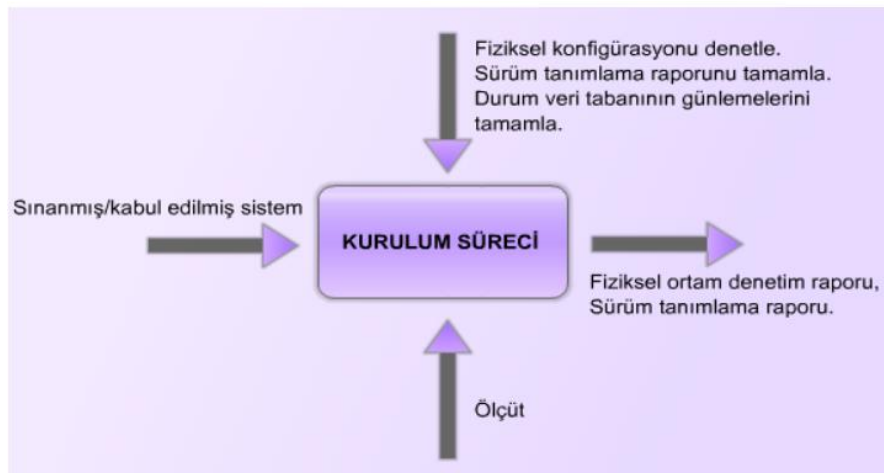 Fiziksel konfigürasyonu denetle.
Sürüm tanımlama raporunu tamamla.
Durum veri tabanının günlemelerini
tamamla.
Sınanmış/kabul edilmiş sistem
KURULUM SÜRECİ
Fiziksel ortam denetim raporu,
Sürüm tanımlama raporu.
Ölçüt